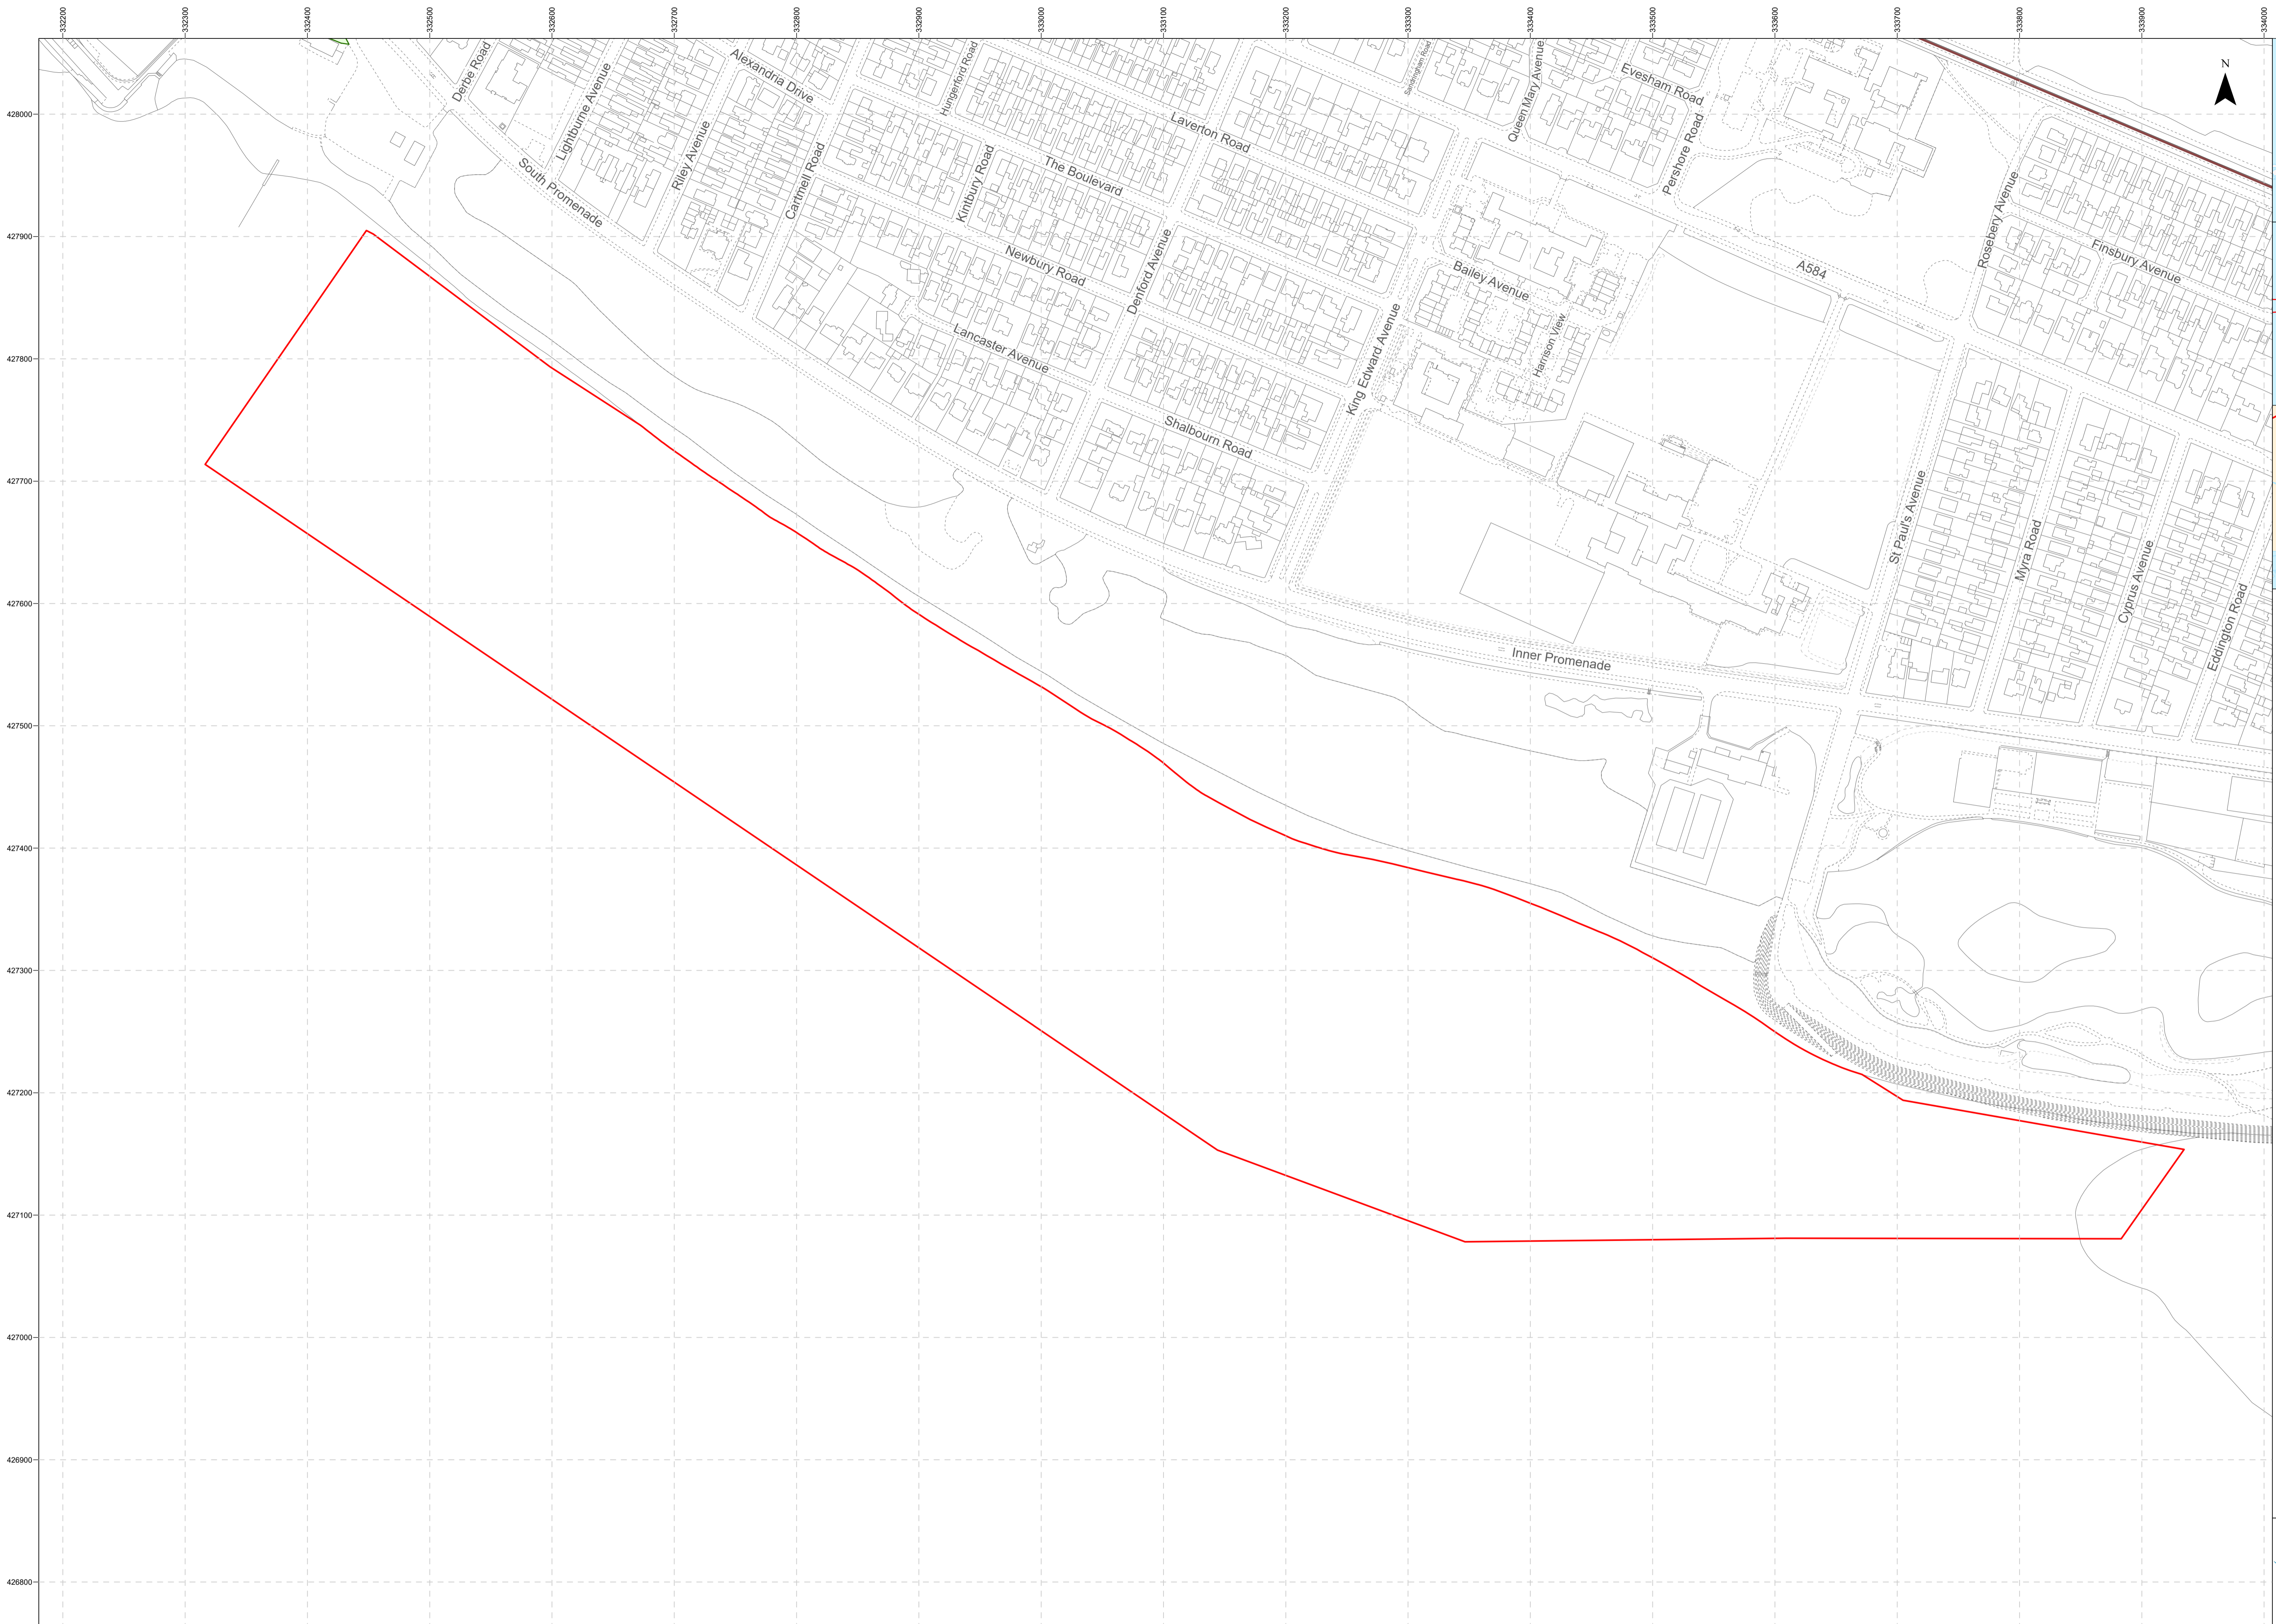 332200
332300
332400
332500
332600
332700
332800
332900
333000
333100
333200
333300
333400
333500
333600
333700
333800
333900
334000
N
428000
427900
427800
427700
427600
427500
427400
427300
427200
427100
427000
426900
426800
Derbe Road
Lightburne Avenue
Alexandria Drive
Riley Avenue
South Promenade
Cartmell Road
Hungerford Road
Kintbury Road
The Boulevard
Laverton Road
Newbury Road
Denford Avenue
Lancaster Avenue
Shalbourn Road
King Edward Avenue
Sandringham Road
Queen Mary Avenue
Evesham Road
Pershore Road
Bailey Avenue
Harrison View
A584
Rosebery Avenue
Finsbury Avenue
St Paul's Avenue
Myra Road
Cyprus Avenue
Eddington Road
Inner Promenade